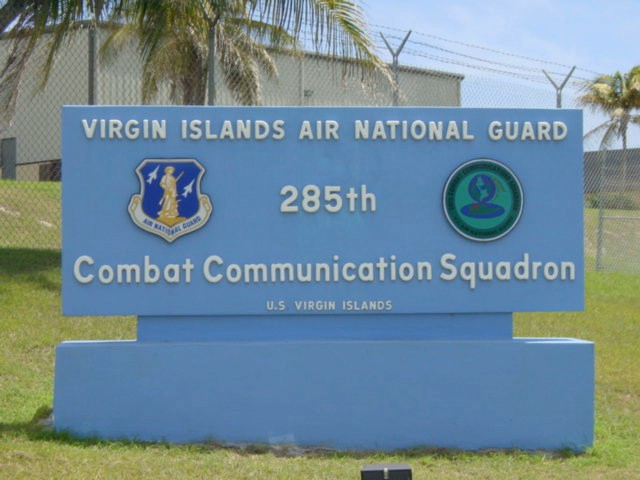 VIRGIN ISLANDS AIR NATIONAL GUARD
AIR NATIONAL GUARD
285th
Combat Communication Squadron
U.S VIRGIN ISLANDS